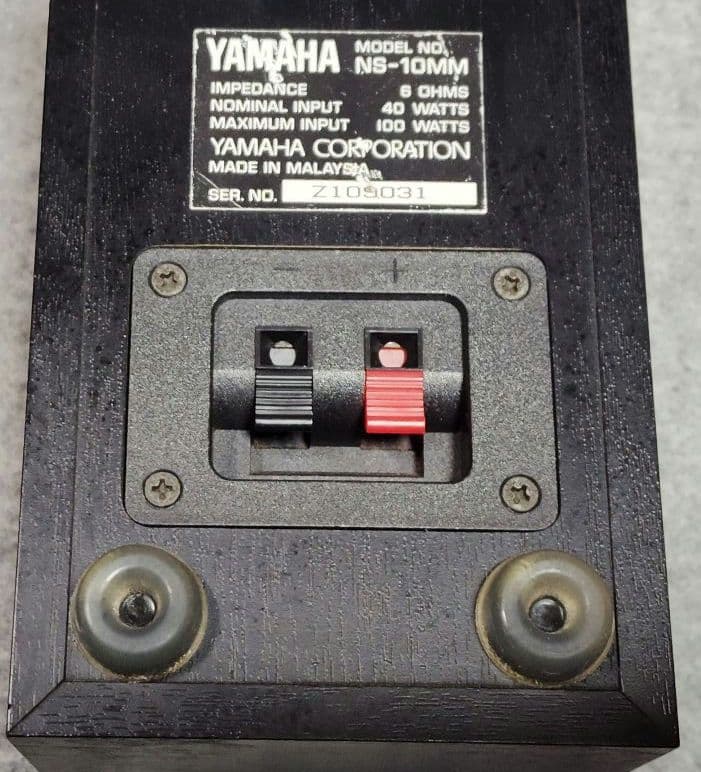 YAMAHA MODEL NO. NS-10MM
IMPEDANCE 6 OHMS
NOMINAL INPUT 40 WATTS
MAXIMUM INPUT 100 WATTS
YAMAHA CORPORATION
MADE IN MALAYSIA
SER. NO. Z109031
- +